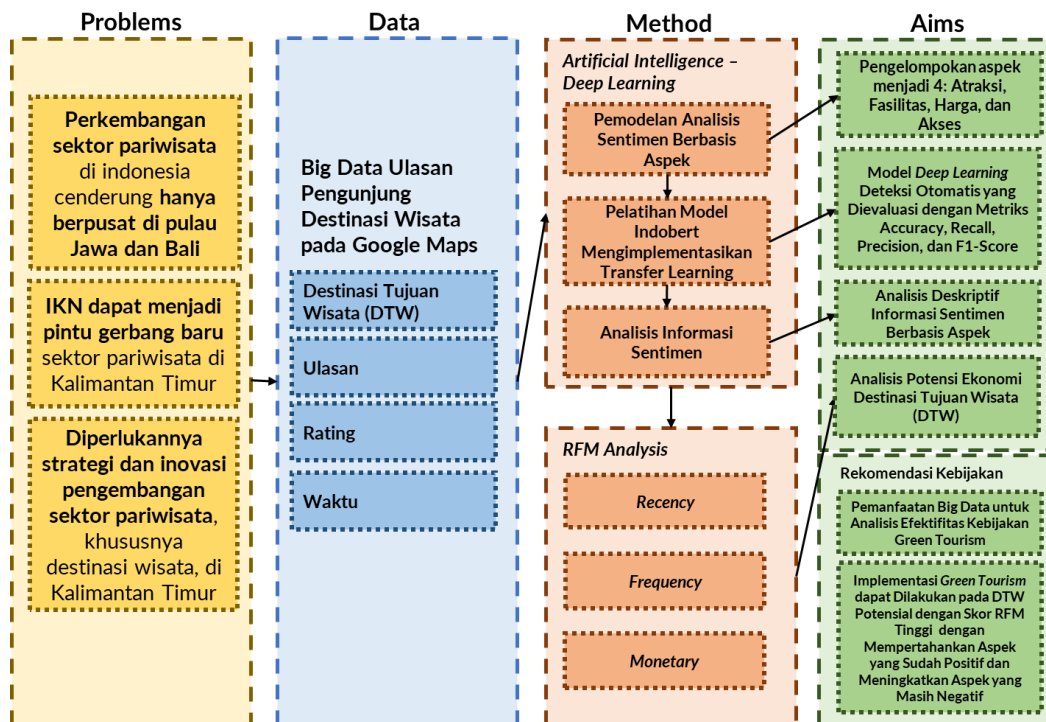 Problems
Perkembangan
sektor pariwisata
di indonesia
cenderung hanya
berpusat di pulau
Jawa dan Bali
IKN dapat menjadi
pintu gerbang baru
sektor pariwisata di
Kalimantan Timur
Diperlukannya
strategi dan inovasi
pengembangan
sektor pariwisata,
khususnya
destinasi wisata, di
Kalimantan Timur
Data
Big Data Ulasan
Pengunjung
Destinasi Wisata
pada Google Maps
Destinasi Tujuan
Wisata (DTW)
Ulasan
Rating
Waktu
Method
Artificial Intelligence –
Deep Learning
Pemodelan Analisis
Sentimen Berbasis
Aspek
Pelatihan Model
Indobert
Mengimplementasikan
Transfer Learning
Analisis Informasi
Sentimen
RFM Analysis
Recency
Frequency
Monetary
Aims
Pengelompokan aspek
menjadi 4: Atraksi,
Fasilitas, Harga, dan
Akses
Model Deep Learning
Deteksi Otomatis yang
Dievaluasi dengan Metriks
Accuracy, Recall,
Precision, dan F1-Score
Analisis Deskriptif
Informasi Sentimen
Berbasis Aspek
Analisis Potensi Ekonomi
Destinasi Tujuan Wisata
(DTW)
Rekomendasi Kebijakan
Pemanfaatan Big Data untuk
Analisis Efektifitas Kebijakan
Green Tourism
Implementasi Green Tourism
dapat Dilakukan pada DTW
Potensial dengan Skor RFM
Tinggi dengan
Mempertahankan Aspek
yang Sudah Positif dan
Meningkatkan Aspek yang
Masih Negatif